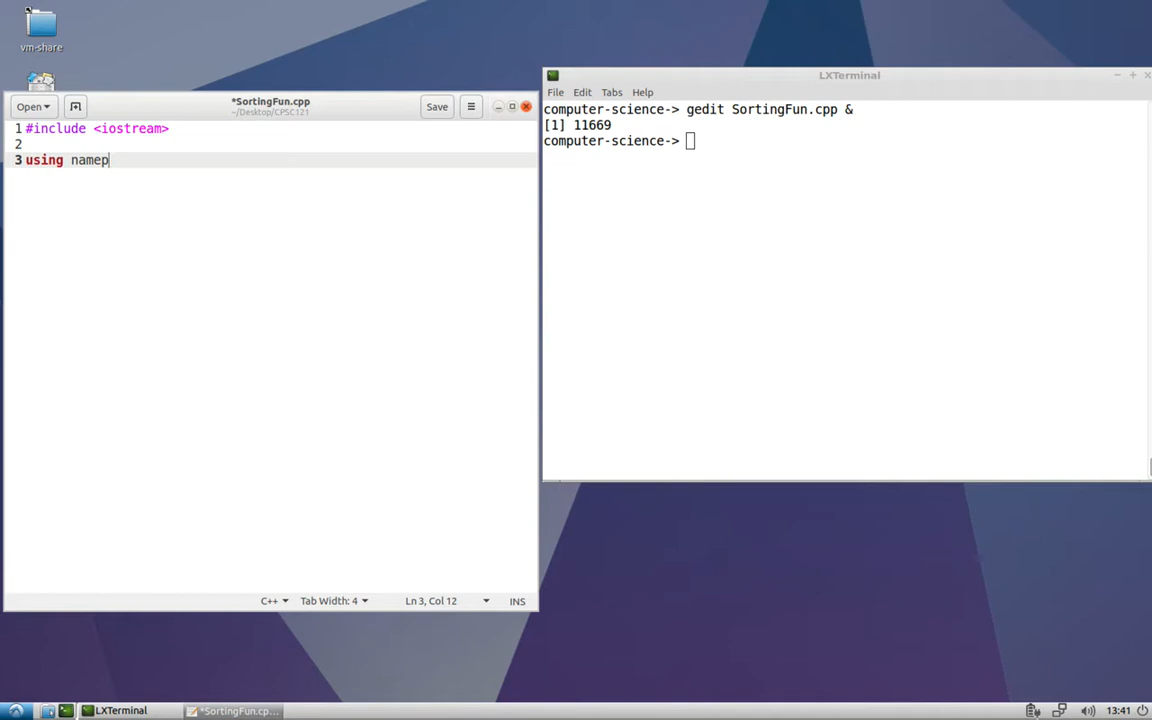 vm-share
Open
*SortingFun.cpp
~/Desktop/CPSC121
Save
1 #include <iostream>
2
3 using namep
C++
Tab Width: 4
Ln 3, Col 12
INS
LXTerminal
File Edit Tabs Help
computer-science-> gedit SortingFun.cpp &
[1] 11669
computer-science->
LXTerminal
*SortingFun.cp...
13:41